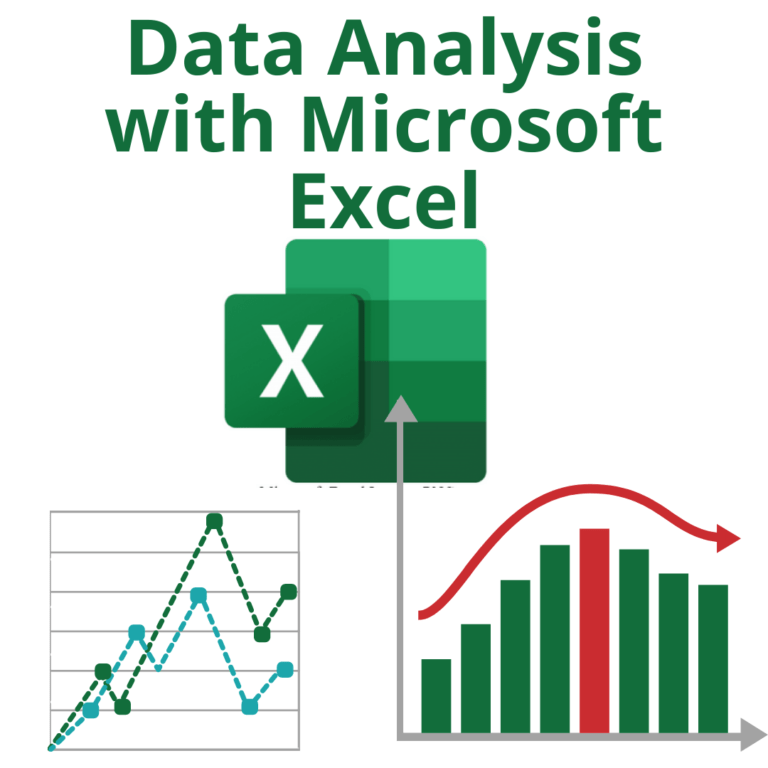 Data Analysis
with Microsoft
Excel
X